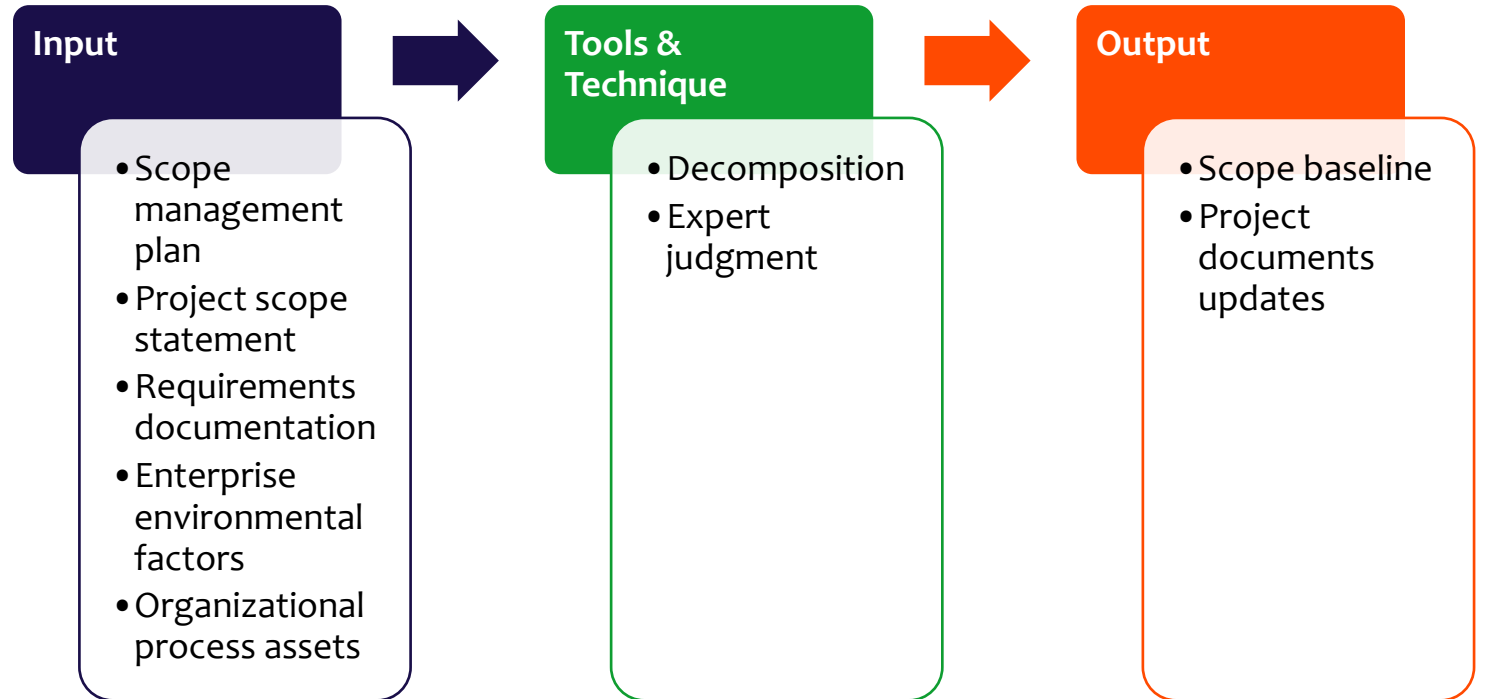 Input
• Scope
management
plan
• Project scope
statement
• Requirements
documentation
• Enterprise
environmental
factors
• Organizational
process assets
Tools &
Technique
• Decomposition
• Expert
judgment
Output
• Scope baseline
• Project
documents
updates